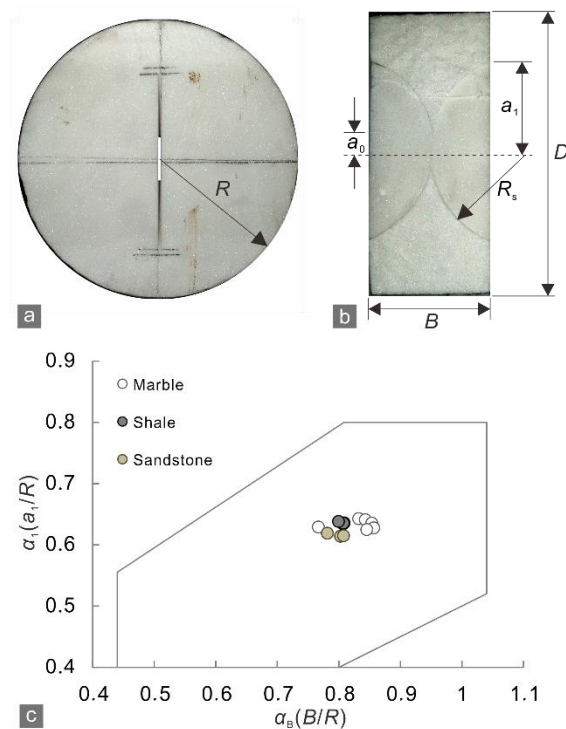 R
a
a₀
a₁
Rₛ
D
b
B
0.9
0.8
0.7
0.6
0.5
0.4
α₁(a₁/R)
Marble
Shale
Sandstone
0.4 0.5 0.6 0.7 0.8 0.9 1 1.1
c
α_B(B/R)